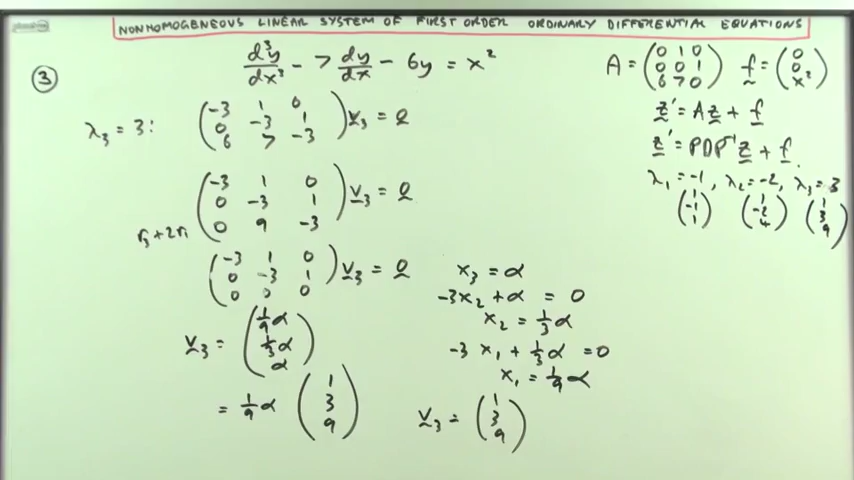 NONHOMOGENEOUS LINEAR SYSTEM OF FIRST ORDER ORDINARY DIFFERENTIAL EQUATIONS
③ d³y/dx³ - 7 dy/dx - 6y = x²
λ₃ = 3: (-3 1 0; 0 -3 1; 6 7 -3) v₃ = 0
r₃+2r₁ (-3 1 0; 0 -3 1; 0 9 -3) v₃ = 0
(-3 1 0; 0 -3 1; 0 0 0) v₃ = 0
v₃ = (1/9 α; 1/3 α; α)
= 1/9 α (1; 3; 9)
x₃ = α
-3x₂ + α = 0
x₂ = 1/3 α
-3 x₁ + 1/3 α = 0
x₁ = 1/9 α
v₃ = (1; 3; 9)
A = (0 1 0; 0 0 1; 6 7 0) f = (0; 0; x²)
z' = Az + f
z' = PDP⁻¹z + f
λ₁ = -1, λ₂ = -2, λ₃ = 3
(1; -1; 1) (1; -2; 4) (1; 3; 9)